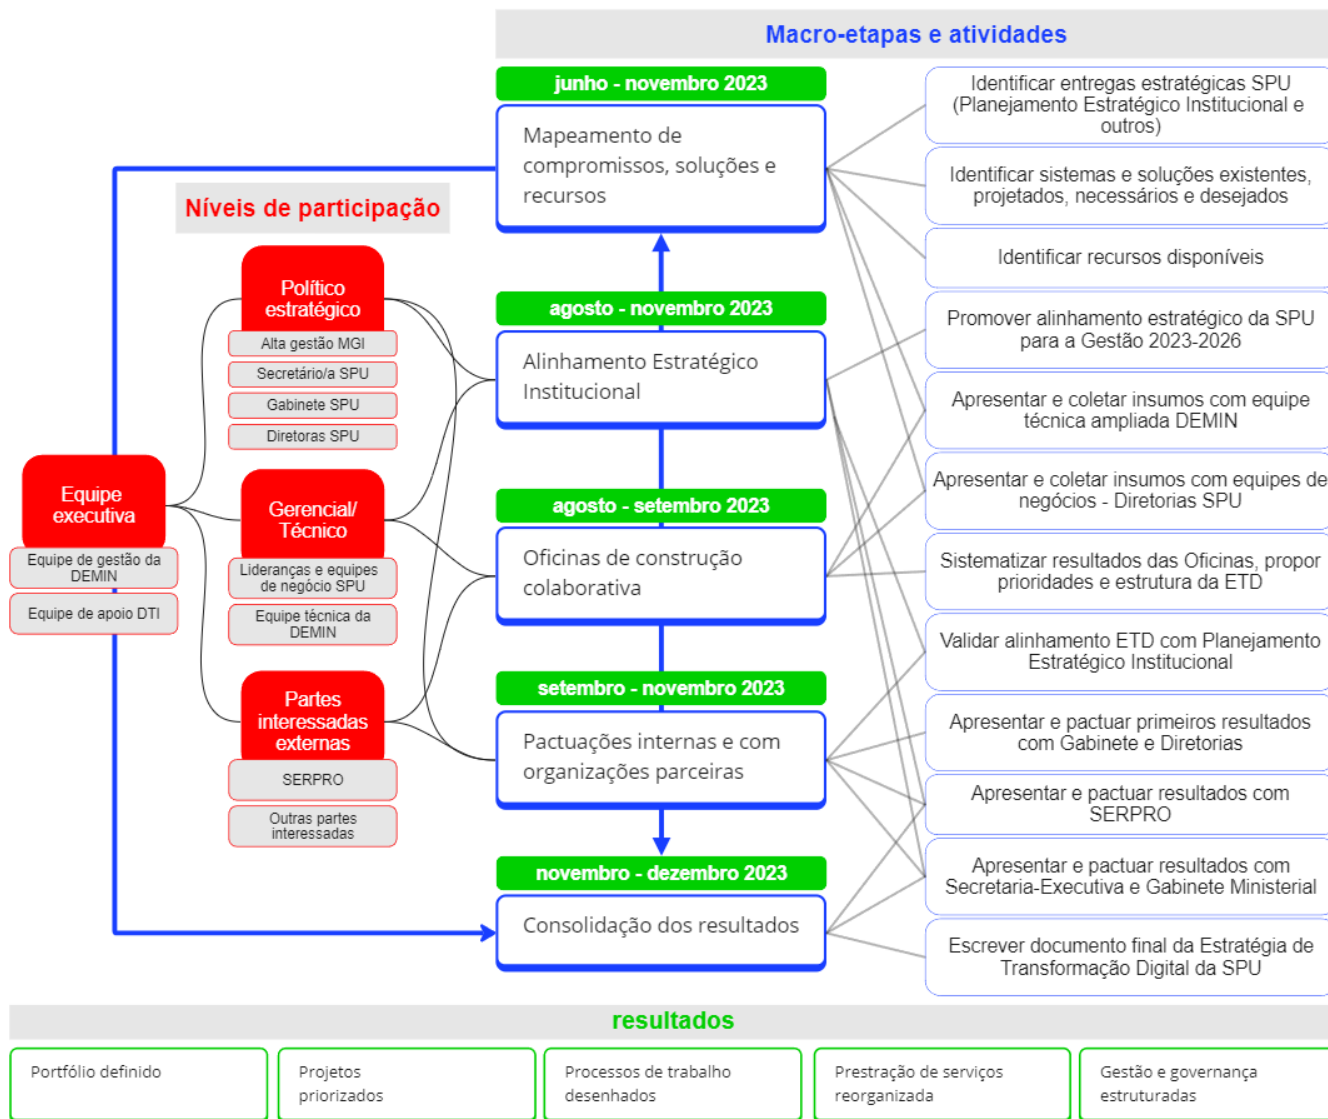 Macro-etapas e atividades
junho - novembro 2023
Mapeamento de
compromissos, soluções e
recursos
agosto - novembro 2023
Alinhamento Estratégico
Institucional
agosto - setembro 2023
Oficinas de construção
colaborativa
setembro - novembro 2023
Pactuações internas e com
organizações parceiras
novembro - dezembro 2023
Consolidação dos resultados
Identificar entregas estratégicas SPU
(Planejamento Estratégico Institucional e
outros)
Identificar sistemas e soluções existentes,
projetados, necessários e desejados
Identificar recursos disponíveis
Promover alinhamento estratégico da SPU
para a Gestão 2023-2026
Apresentar e coletar insumos com equipe
técnica ampliada DEMIN
Apresentar e coletar insumos com equipes de
negócios - Diretorias SPU
Sistematizar resultados das Oficinas, propor
prioridades e estrutura da ETD
Validar alinhamento ETD com Planejamento
Estratégico Institucional
Apresentar e pactuar primeiros resultados
com Gabinete e Diretorias
Apresentar e pactuar resultados com
SERPRO
Apresentar e pactuar resultados com
Secretaria-Executiva e Gabinete Ministerial
Escrever documento final da Estratégia de
Transformação Digital da SPU
Níveis de participação
Equipe
executiva
Equipe de gestão da
DEMIN
Equipe de apoio DTI
Político
estratégico
Alta gestão MGI
Secretário/a SPU
Gabinete SPU
Diretoras SPU
Gerencial/
Técnico
Lideranças e equipes
de negócio SPU
Equipe técnica da
DEMIN
Partes
interessadas
externas
SERPRO
Outras partes
interessadas
resultados
Portfólio definido
Projetos
priorizados
Processos de trabalho
desenhados
Prestração de serviços
reorganizada
Gestão e governança
estruturadas